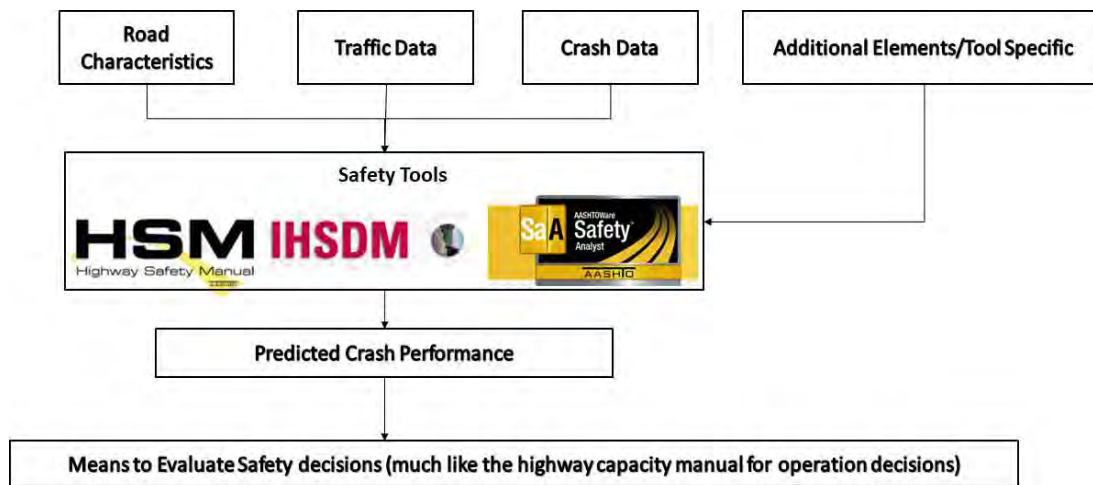 Road
Characteristics
Traffic Data
Crash Data
Additional Elements/Tool Specific
Safety Tools
HSM
Highway Safety Manual
IHSDM
SaA
AASHTOWare
Safety
Analyst
AASHTO
Predicted Crash Performance
Means to Evaluate Safety decisions (much like the highway capacity manual for operation decisions)